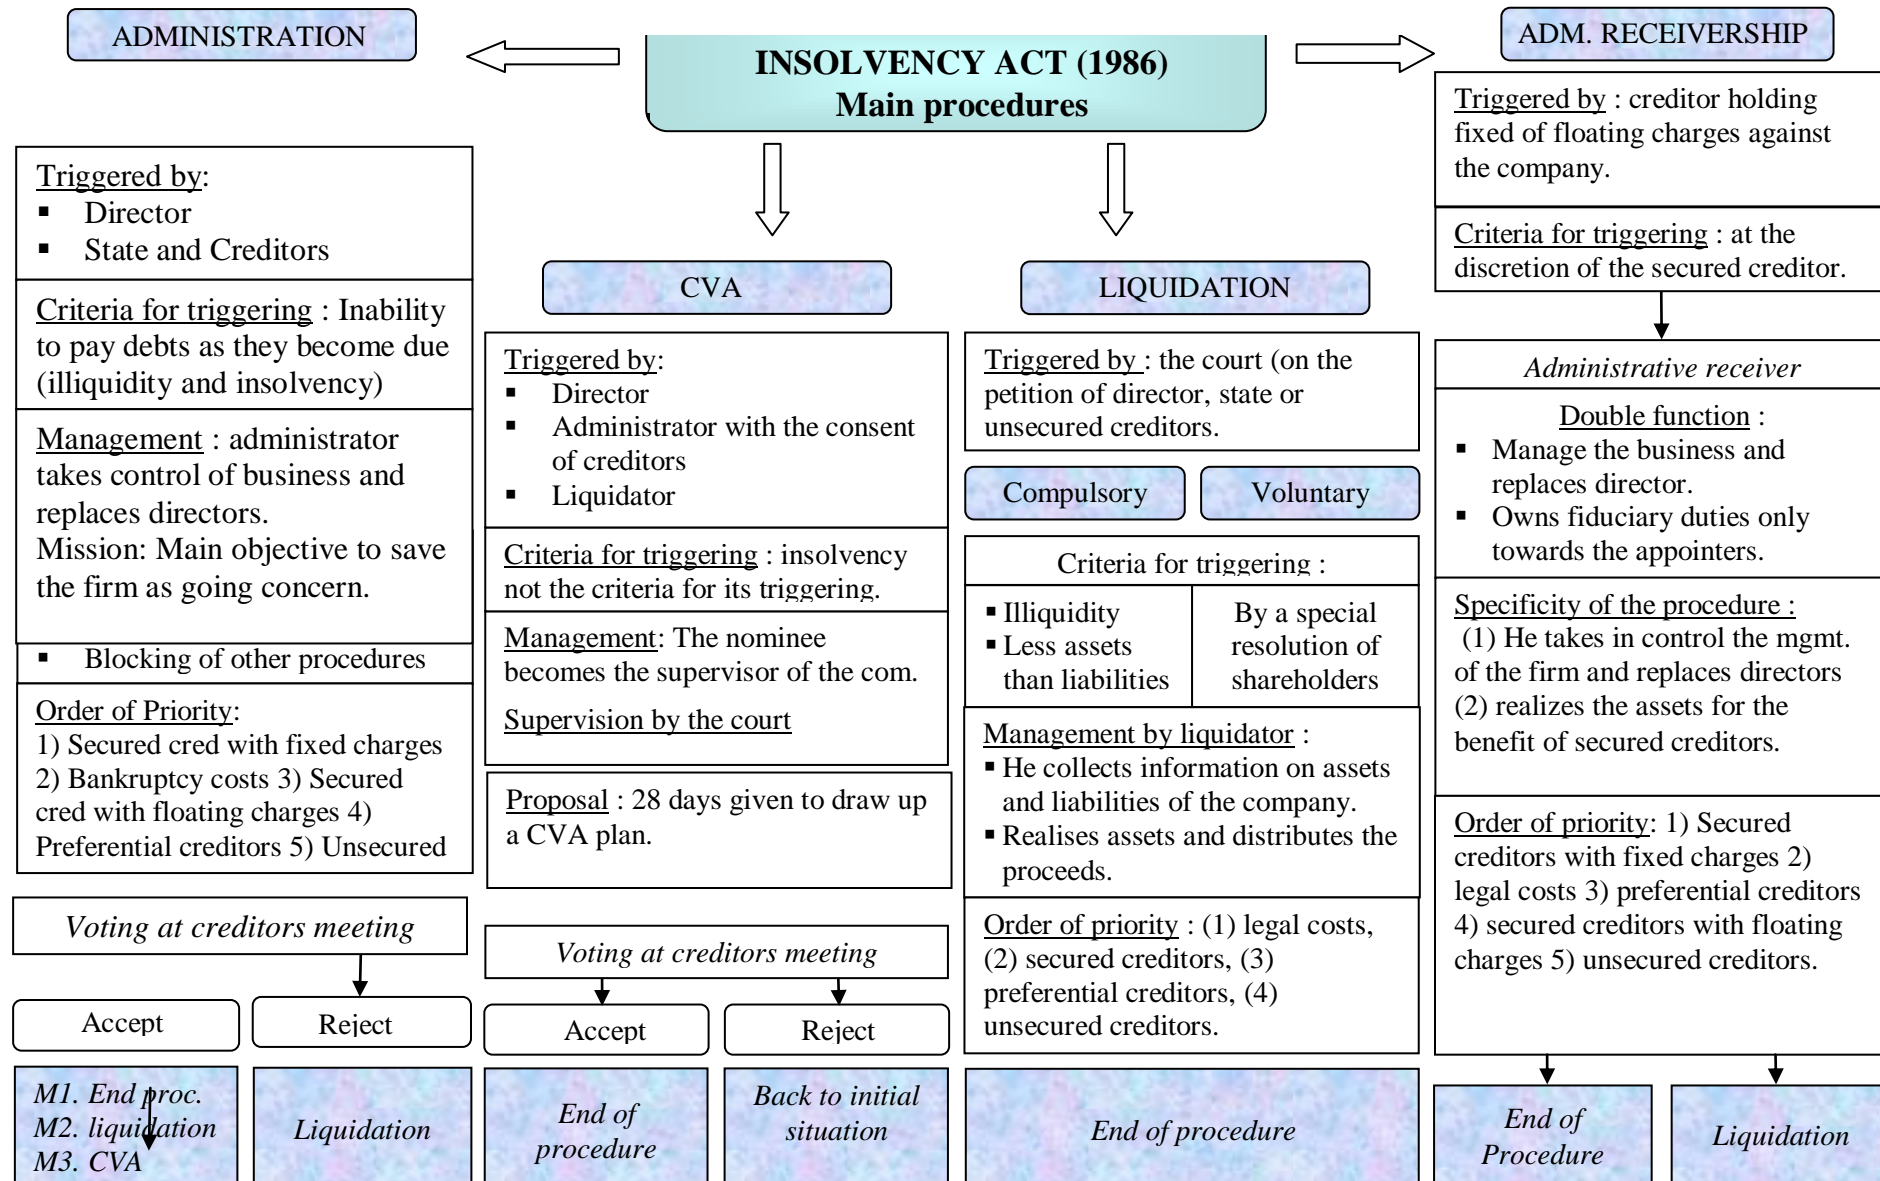 INSOLVENCY ACT (1986)
Main procedures
ADMINISTRATION
Triggered by:
▪ Director
▪ State and Creditors
Criteria for triggering : Inability
to pay debts as they become due
(illiquidity and insolvency)
Management : administrator
takes control of business and
replaces directors.
Mission: Main objective to save
the firm as going concern.
▪ Blocking of other procedures
Order of Priority:
1) Secured cred with fixed charges
2) Bankruptcy costs 3) Secured
cred with floating charges 4)
Preferential creditors 5) Unsecured
Voting at creditors meeting
Accept
Reject
M1. End proc.
M2. liquidation
M3. CVA
Liquidation
CVA
Triggered by:
▪ Director
▪ Administrator with the consent
of creditors
▪ Liquidator
Criteria for triggering : insolvency
not the criteria for its triggering.
Management: The nominee
becomes the supervisor of the com.
Supervision by the court
Proposal : 28 days given to draw up
a CVA plan.
Voting at creditors meeting
Accept
Reject
End of
procedure
Back to initial
situation
LIQUIDATION
Triggered by : the court (on the
petition of director, state or
unsecured creditors.
Compulsory
Voluntary
Criteria for triggering :
▪ Illiquidity
▪ Less assets
than liabilities
By a special
resolution of
shareholders
Management by liquidator :
▪ He collects information on assets
and liabilities of the company.
▪ Realises assets and distributes the
proceeds.
Order of priority : (1) legal costs,
(2) secured creditors, (3)
preferential creditors, (4)
unsecured creditors.
End of procedure
ADM. RECEIVERSHIP
Triggered by : creditor holding
fixed of floating charges against
the company.
Criteria for triggering : at the
discretion of the secured creditor.
Administrative receiver
Double function :
▪ Manage the business and
replaces director.
▪ Owns fiduciary duties only
towards the appointers.
Specificity of the procedure :
(1) He takes in control the mgmt.
of the firm and replaces directors
(2) realizes the assets for the
benefit of secured creditors.
Order of priority: 1) Secured
creditors with fixed charges 2)
legal costs 3) preferential creditors
4) secured creditors with floating
charges 5) unsecured creditors.
End of
Procedure
Liquidation